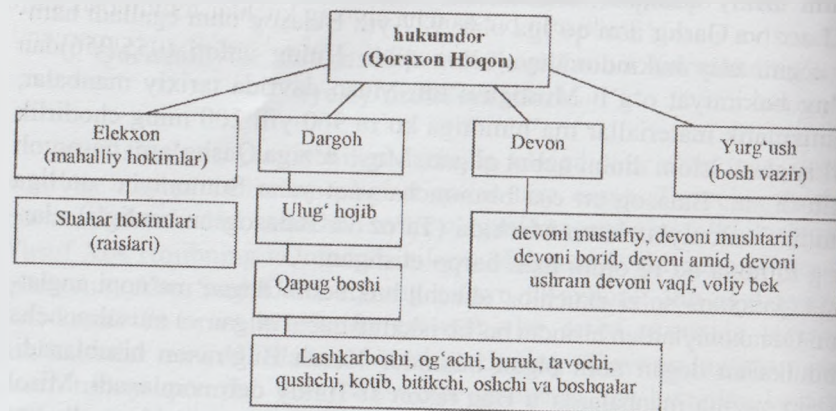 hukumdor
(Qoraxon Hoqon)
Elekxon
(mahalliy hokimlar)
Dargoh
Devon
Yurg‘ush
(bosh vazir)
Shahar hokimlari
(raislari)
Ulug‘ hojib
devoni mustafiy, devoni mushtarif,
devoni borid, devoni amid, devoni
ushram devoni vaqf, voliy bek
Qapug‘boshi
Lashkarboshi, og‘achi, buruk, tavochi,
qushchi, kotib, bitikchi, oshchi va boshqalar